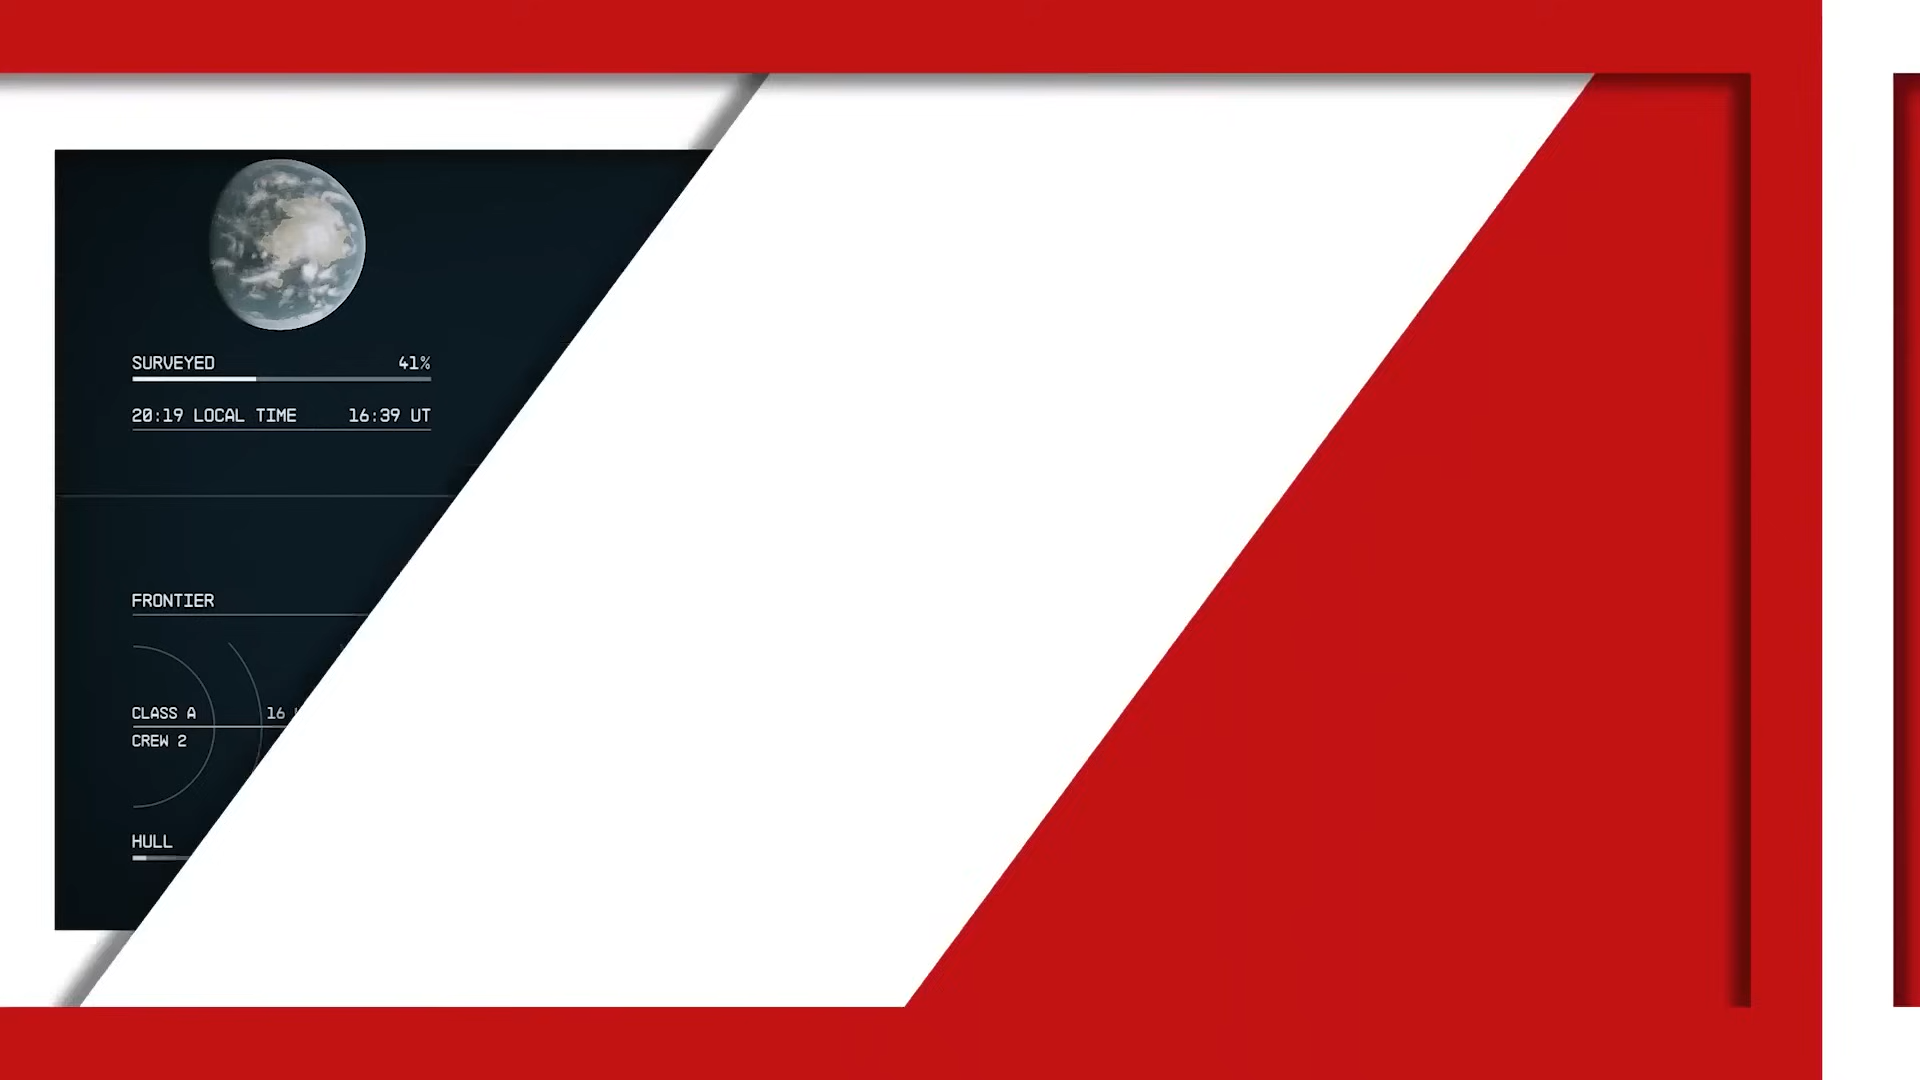 SURVEYED 41%
20:19 LOCAL TIME 16:39 UT
FRONTIER
CLASS A 16
CREW 2
HULL